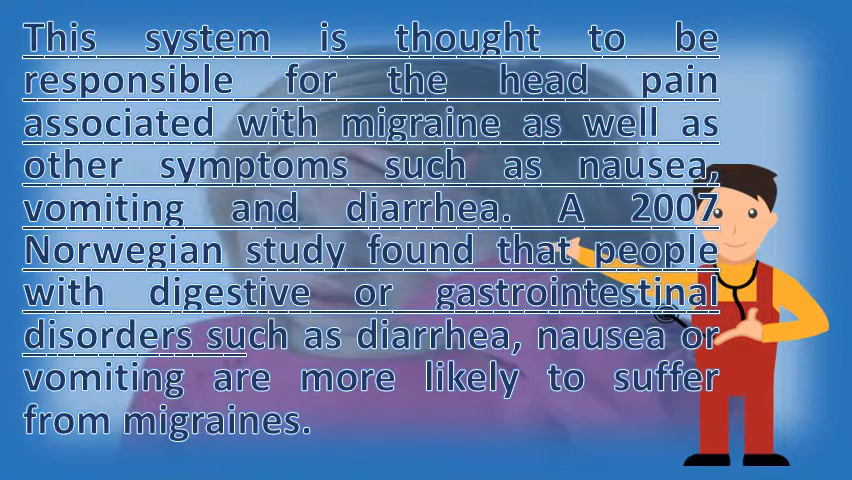 This system is thought to be
responsible for the head pain
associated with migraine as well as
other symptoms such as nausea,
vomiting and diarrhea. A 2007
Norwegian study found that people
with digestive or gastrointestinal
disorders such as diarrhea, nausea or
vomiting are more likely to suffer
from migraines.